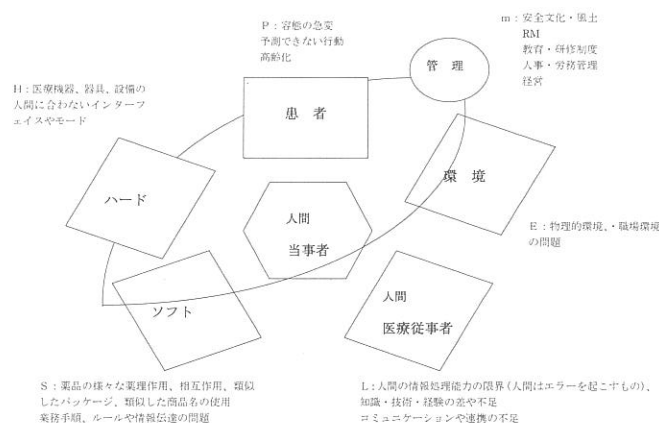 P：容態の急変
予測できない行動
高齢化
m：安全文化・風土
RM
教育・研修制度
人事・労務管理
経営
管 理
H：医療機器、器具、設備の
人間に合わないインターフ
ェイスやモード
患 者
ハード
環 境
人間
当事者
E：物理的環境、・職場環境
の問題
ソフト
人間
医療従事者
S：薬品の様々な薬理作用、相互作用、類似
したパッケージ、類似した商品名の使用
業務手順、ルールや情報伝達の問題
L：人間の情報処理能力の限界(人間はエラーを起こすもの)、
知識・技術・経験の差や不足
コミュニケーションや連携の不足